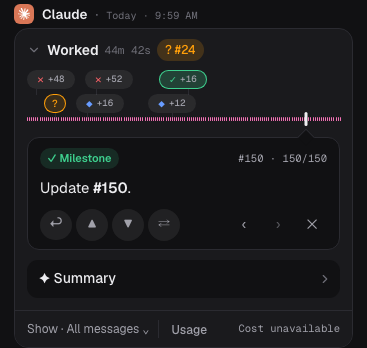 Claude · Today · 9:59 AM
Worked 44m 42s ? #24
× +48 × +52 ✓ +16
? ◆ +16 ◆ +12
✓ Milestone #150 · 150/150
Update #150.
Summary
Show · All messages Usage Cost unavailable